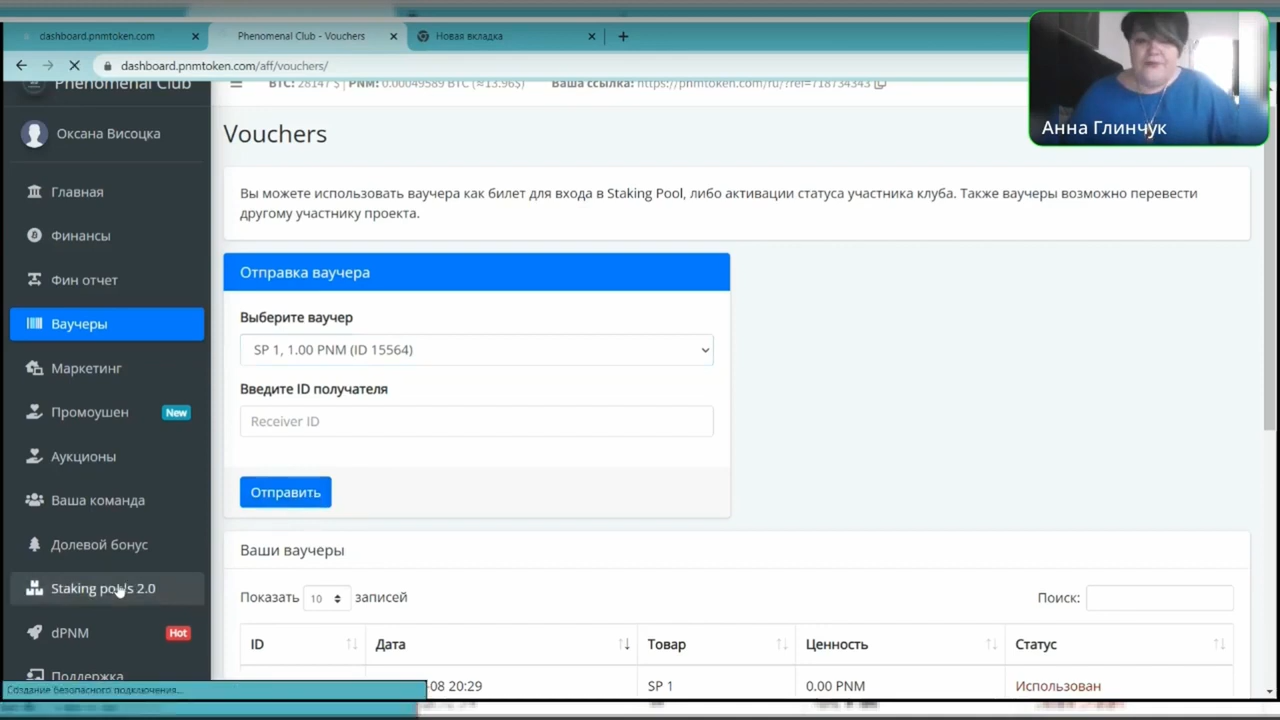 dashboard.pnmtoken.com
Phenomenal Club - Vouchers
Новая вкладка
dashboard.pnmtoken.com/aff/vouchers/
Анна Глинчук
Phenomenal Club
BTC: 28147 $ | PNM: 0.00049589 BTC (≈13.96$)
Ваша ссылка: https://pnmtoken.com/ru/?ref=718734343
Оксана Висоцка
Главная
Финансы
Фин отчет
Ваучеры
Маркетинг
Промоушен New
Аукционы
Ваша команда
Долевой бонус
Staking pools 2.0
dPNM Hot
Поддержка
Создание безопасного подключения...
Vouchers
Вы можете использовать ваучера как билет для входа в Staking Pool, либо активации статуса участника клуба. Также ваучеры возможно перевести
другому участнику проекта.
Отправка ваучера
Выберите ваучер
SP 1, 1.00 PNM (ID 15564)
Введите ID получателя
Receiver ID
Отправить
Ваши ваучеры
Показать 10 записей
Поиск:
ID Дата Товар Ценность Статус
-08 20:29 SP 1 0.00 PNM Использован